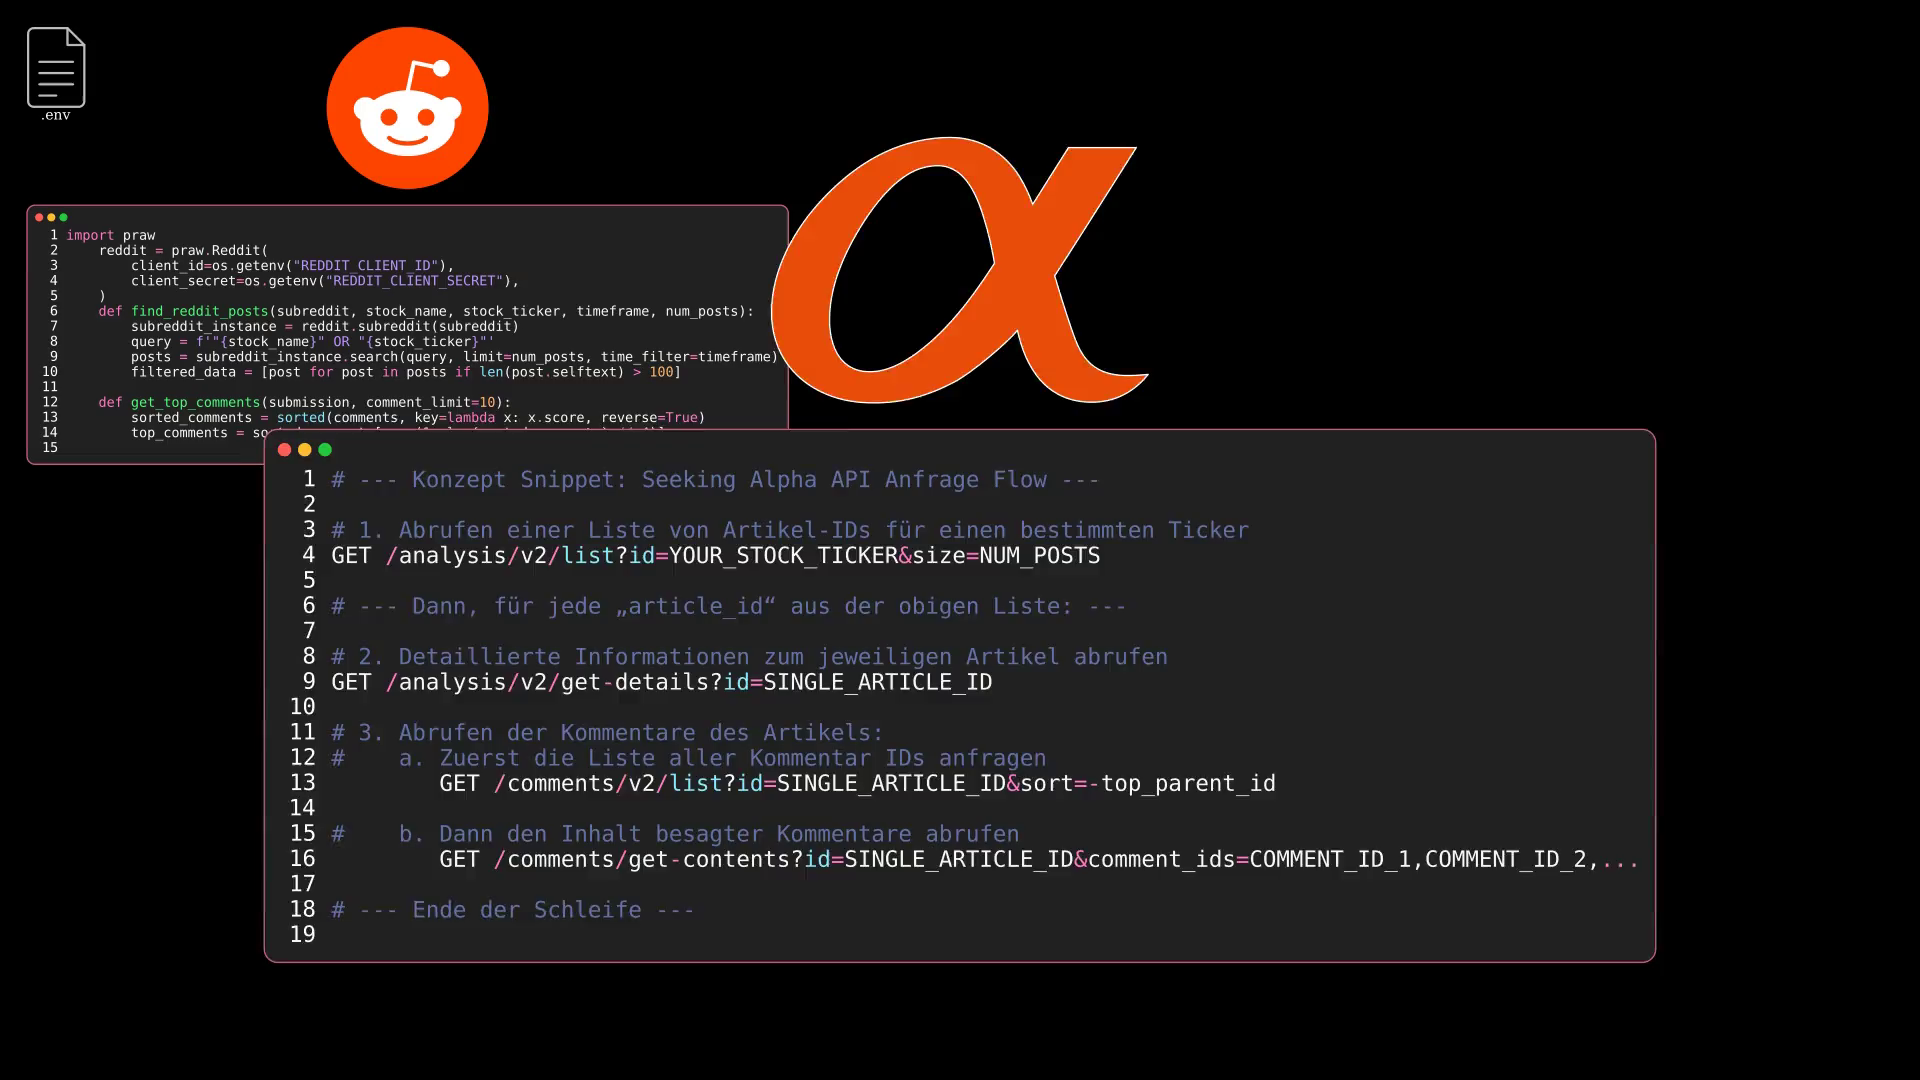 .env
1 import praw
2 reddit = praw.Reddit(
3 client_id=os.getenv("REDDIT_CLIENT_ID"),
4 client_secret=os.getenv("REDDIT_CLIENT_SECRET"),
5 )
6 def find_reddit_posts(subreddit, stock_name, stock_ticker, timeframe, num_posts):
7 subreddit_instance = reddit.subreddit(subreddit)
8 query = f'"{stock_name}" OR "{stock_ticker}"'
9 posts = subreddit_instance.search(query, limit=num_posts, time_filter=timeframe)
10 filtered_data = [post for post in posts if len(post.selftext) > 100]
11
12 def get_top_comments(submission, comment_limit=10):
13 sorted_comments = sorted(comments, key=lambda x: x.score, reverse=True)
14 top_comments =
15
1 # --- Konzept Snippet: Seeking Alpha API Anfrage Flow ---
2
3 # 1. Abrufen einer Liste von Artikel-IDs für einen bestimmten Ticker
4 GET /analysis/v2/list?id=YOUR_STOCK_TICKER&size=NUM_POSTS
5
6 # --- Dann, für jede „article_id“ aus der obigen Liste: ---
7
8 # 2. Detaillierte Informationen zum jeweiligen Artikel abrufen
9 GET /analysis/v2/get-details?id=SINGLE_ARTICLE_ID
10
11 # 3. Abrufen der Kommentare des Artikels:
12 # a. Zuerst die Liste aller Kommentar IDs anfragen
13 GET /comments/v2/list?id=SINGLE_ARTICLE_ID&sort=-top_parent_id
14
15 # b. Dann den Inhalt besagter Kommentare abrufen
16 GET /comments/get-contents?id=SINGLE_ARTICLE_ID&comment_ids=COMMENT_ID_1,COMMENT_ID_2,...
17
18 # --- Ende der Schleife ---
19